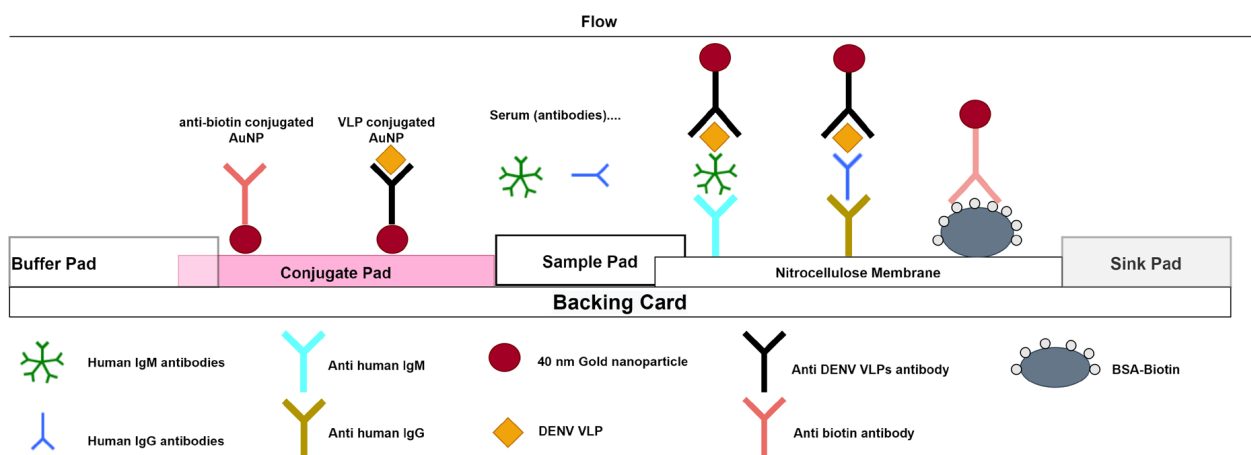 Flow
anti-biotin conjugated
AuNP
VLP conjugated
AuNP
Serum (antibodies)....
Buffer Pad
Conjugate Pad
Sample Pad
Nitrocellulose Membrane
Sink Pad
Backing Card
Human IgM antibodies
Anti human IgM
40 nm Gold nanoparticle
Anti DENV VLPs antibody
BSA-Biotin
Human IgG antibodies
Anti human IgG
DENV VLP
Anti biotin antibody